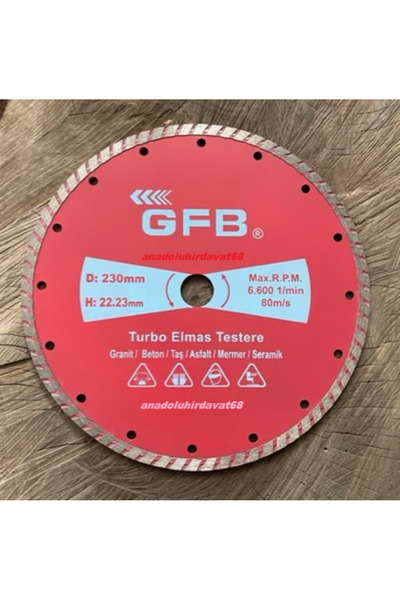 GFB®
anadoluhirdavat68
D: 230mm
H: 22.23mm
Max.R.P.M.
6,600 1/min
80m/s
Turbo Elmas Testere
Granit / Beton / Taş / Asfalt / Mermer / Seramik
anadoluhirdavat68